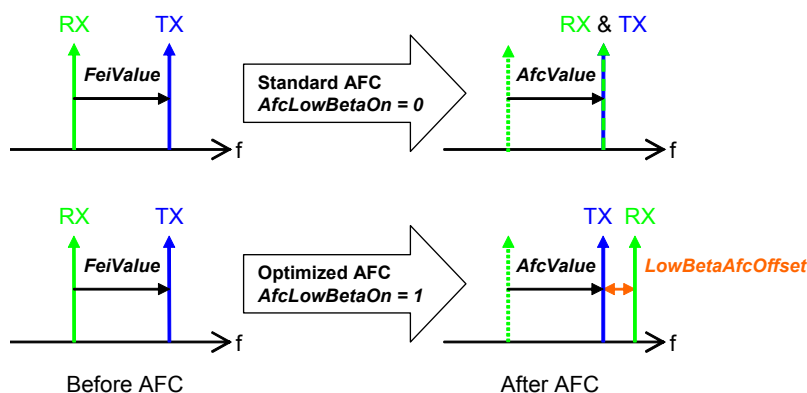 RX TX RX & TX
FeiValue Standard AFC AfcValue
AfcLowBetaOn = 0
f f
RX TX TX RX
FeiValue Optimized AFC AfcValue LowBetaAfcOffset
AfcLowBetaOn = 1
f f
Before AFC After AFC